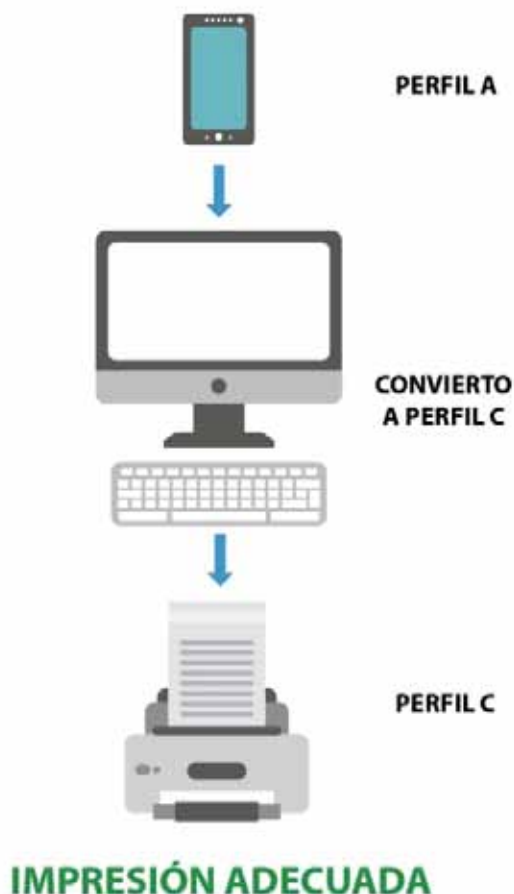 PERFIL A
CONVIERTO
A PERFIL C
PERFIL C
IMPRESIÓN ADECUADA